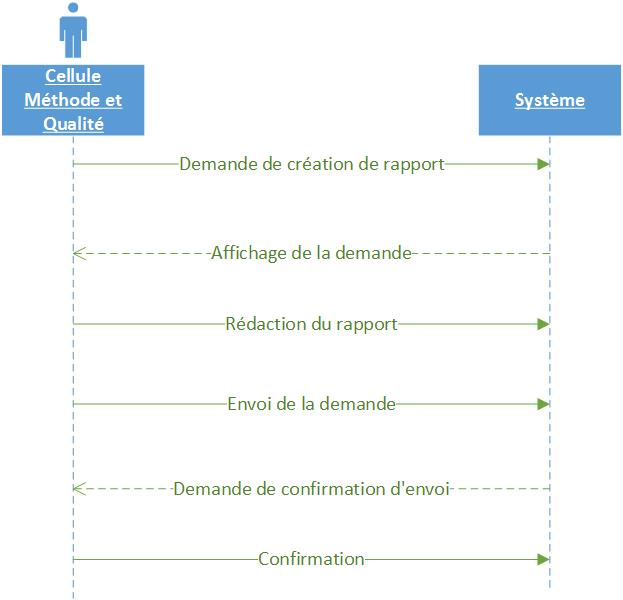 Cellule
Méthode et
Qualité
Système
Demande de création de rapport
Affichage de la demande
Rédaction du rapport
Envoi de la demande
Demande de confirmation d'envoi
Confirmation